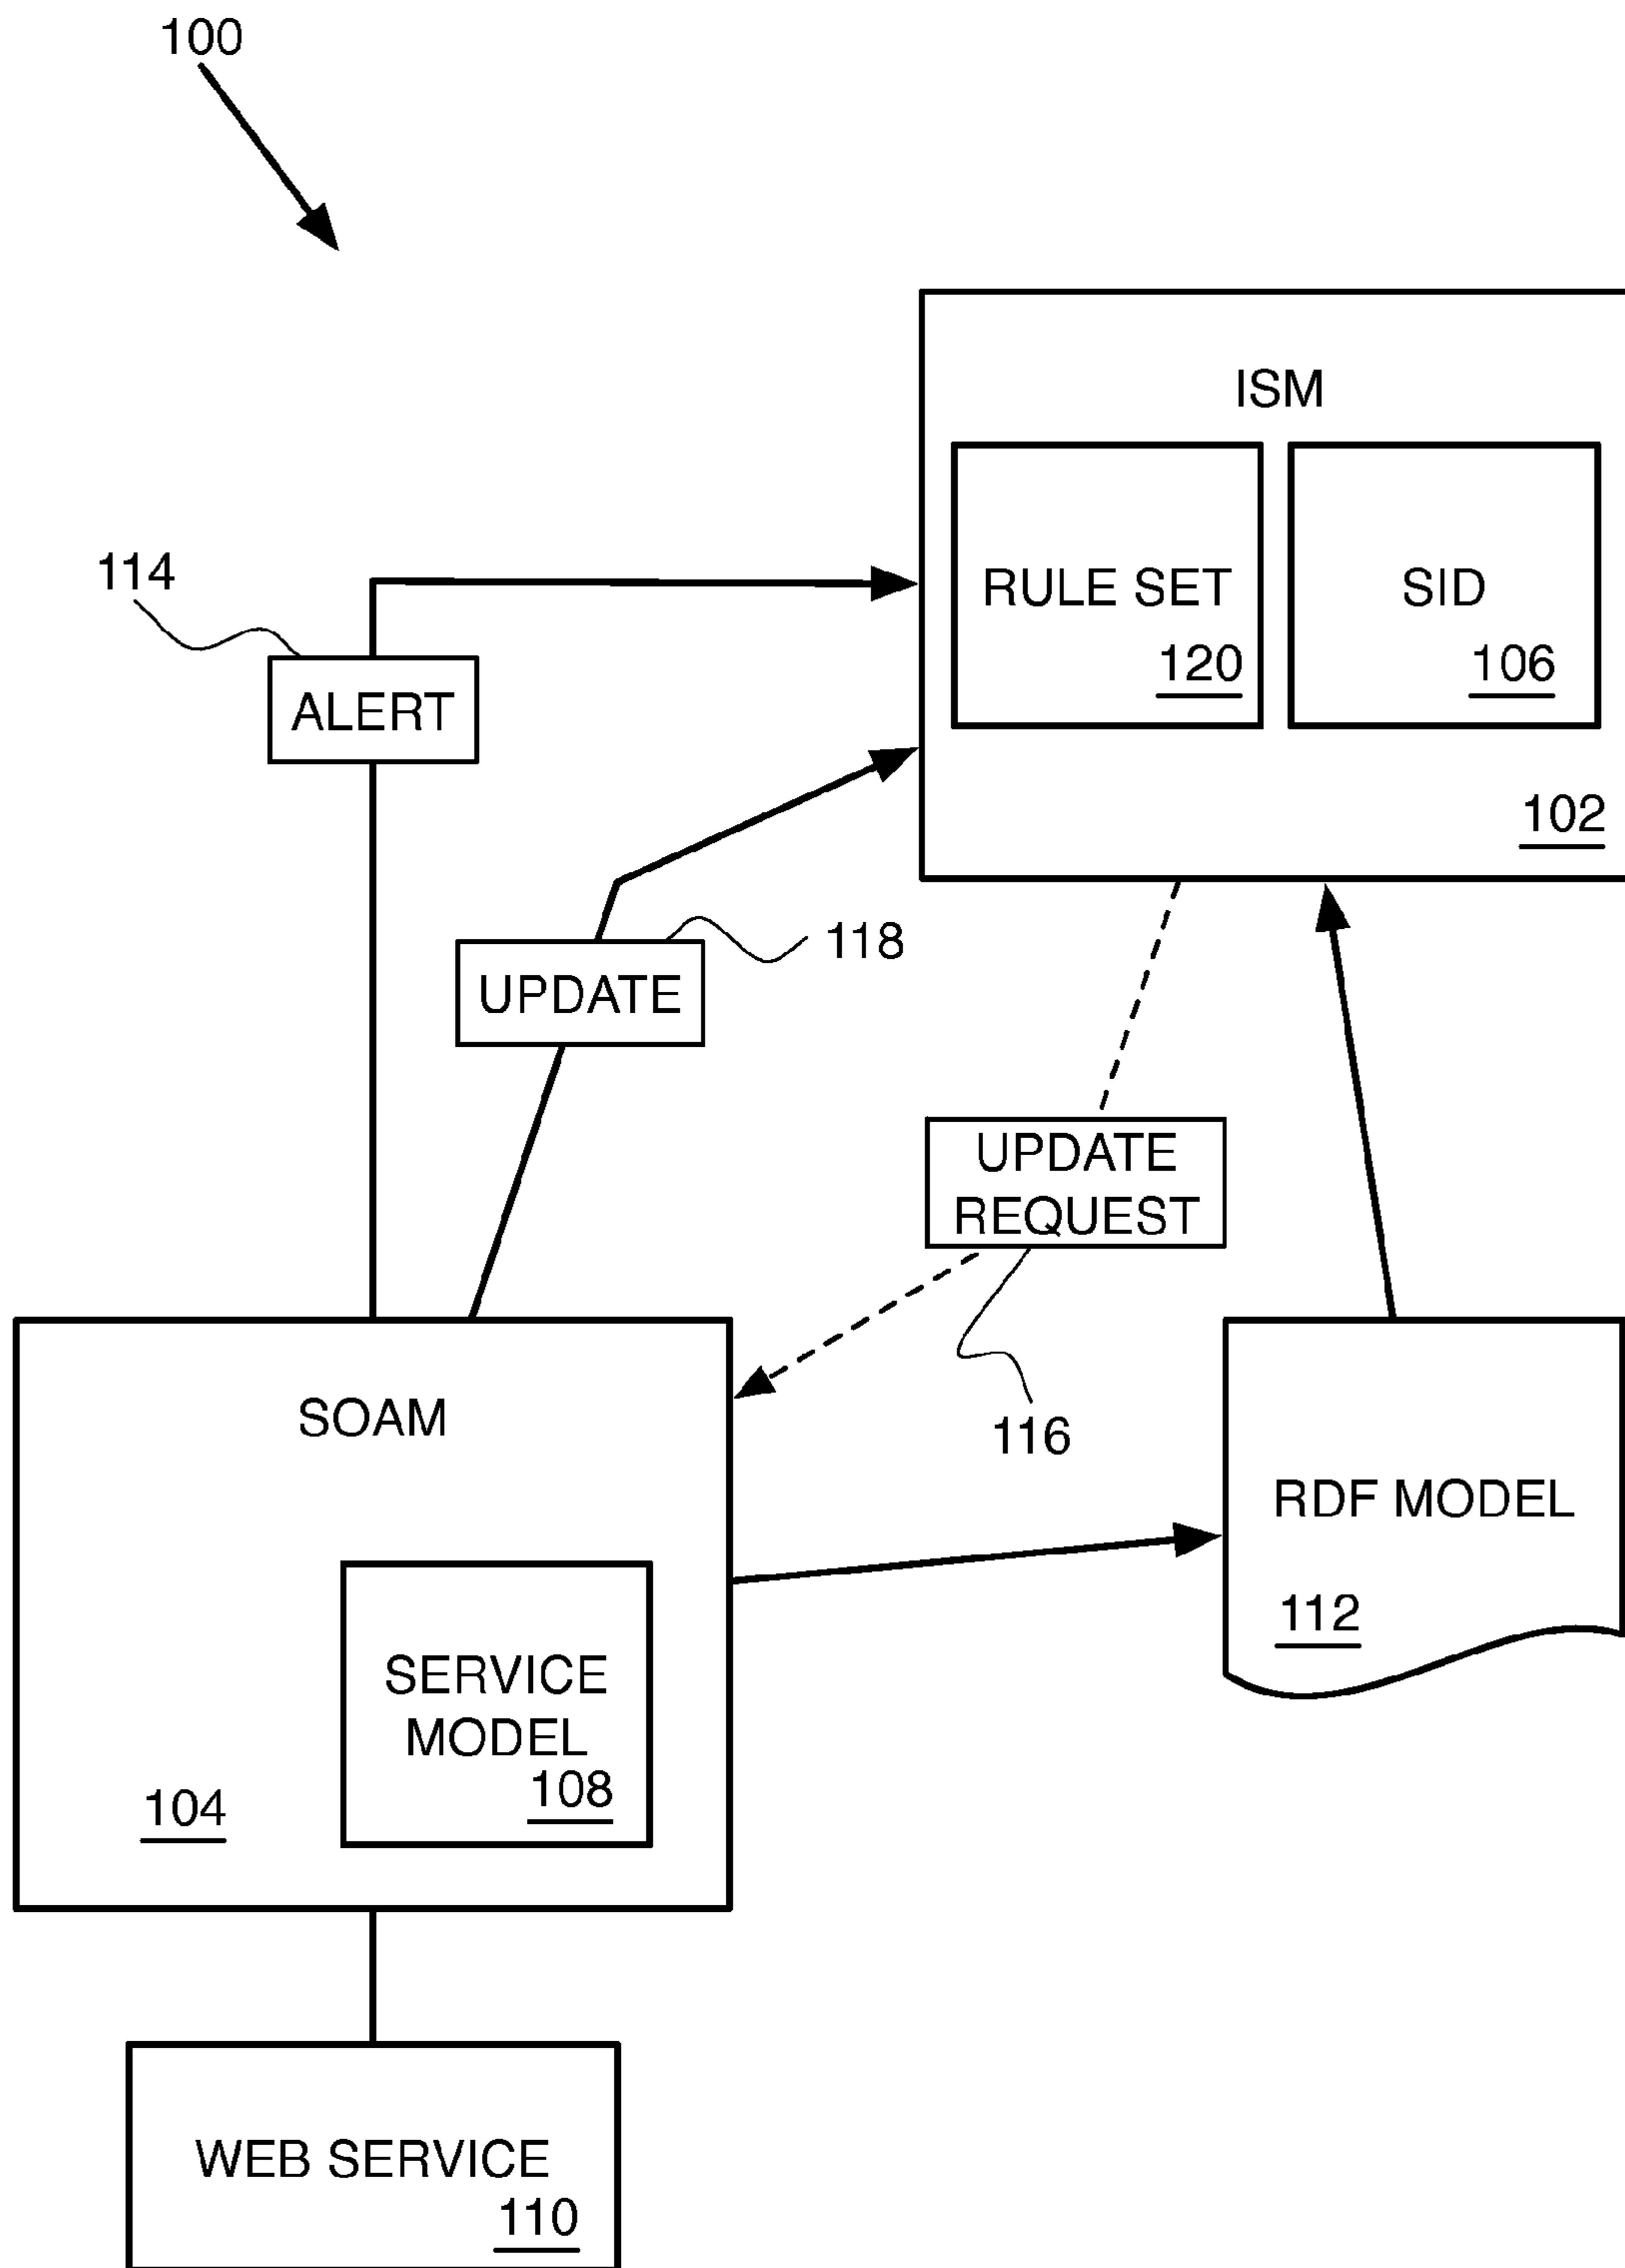 100
ISM
RULE SET
120
SID
106
102
114
ALERT
118
UPDATE
UPDATE
REQUEST
116
SOAM
SERVICE
MODEL
108
104
RDF MODEL
112
WEB SERVICE
110